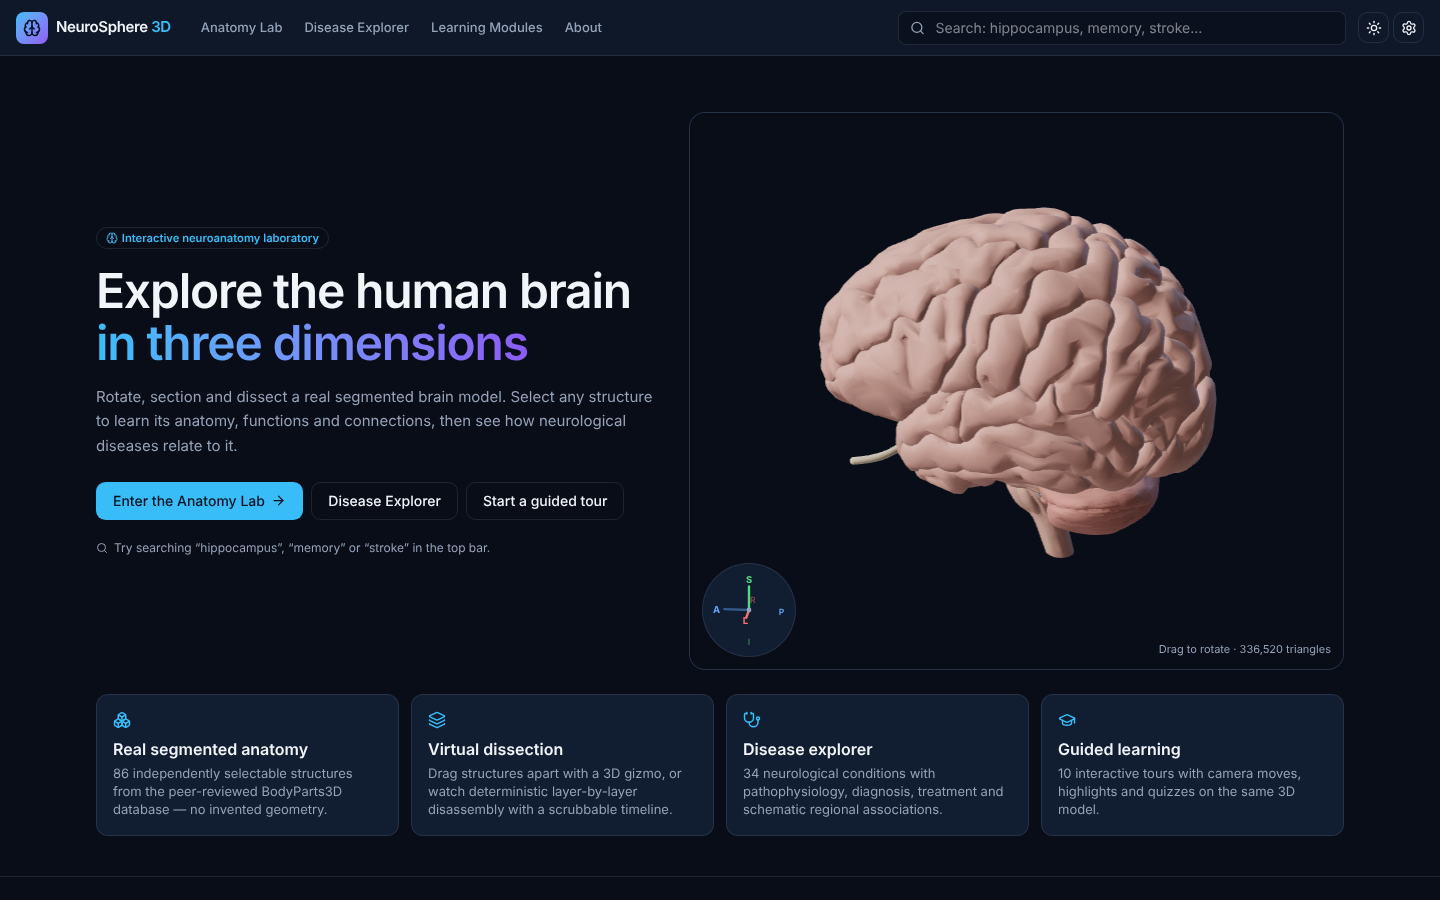 NeuroSphere 3D
Anatomy Lab
Disease Explorer
Learning Modules
About
Search: hippocampus, memory, stroke...
Interactive neuroanatomy laboratory
Explore the human brain
in three dimensions
Rotate, section and dissect a real segmented brain model. Select any structure
to learn its anatomy, functions and connections, then see how neurological
diseases relate to it.
Enter the Anatomy Lab
Disease Explorer
Start a guided tour
Try searching “hippocampus”, “memory” or “stroke” in the top bar.
S
R
A
P
L
I
Drag to rotate · 336,520 triangles
Real segmented anatomy
86 independently selectable structures
from the peer-reviewed BodyParts3D
database — no invented geometry.
Virtual dissection
Drag structures apart with a 3D gizmo, or
watch deterministic layer-by-layer
disassembly with a scrubbable timeline.
Disease explorer
34 neurological conditions with
pathophysiology, diagnosis, treatment and
schematic regional associations.
Guided learning
10 interactive tours with camera moves,
highlights and quizzes on the same 3D
model.